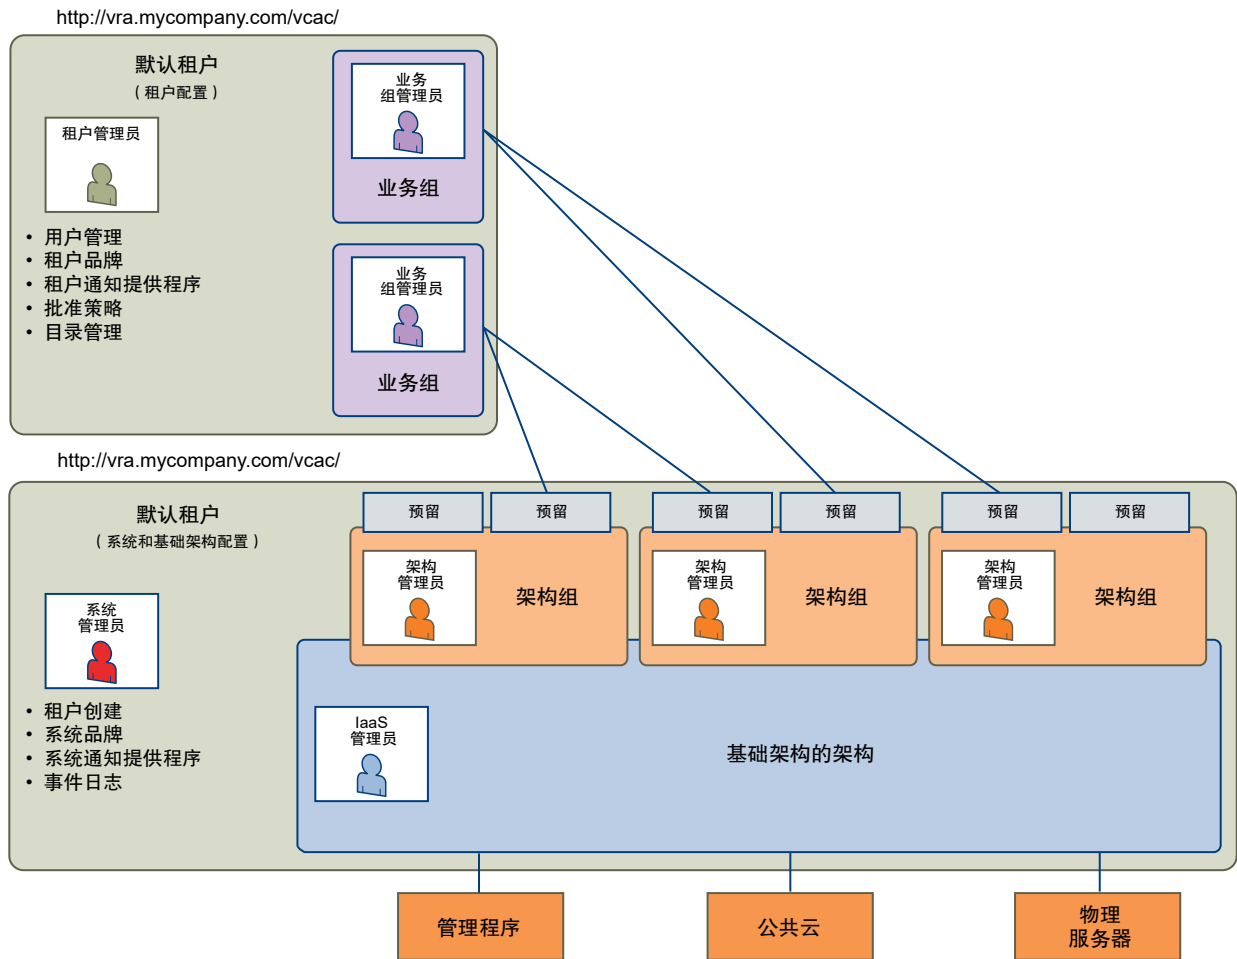 http://vra.mycompany.com/vcac/
默认租户
（租户配置）
租户管理员
• 用户管理
• 租户品牌
• 租户通知提供程序
• 批准策略
• 目录管理
业务
组管理员
业务组
业务
组管理员
业务组
http://vra.mycompany.com/vcac/
默认租户
（系统和基础架构配置）
系统
管理员
• 租户创建
• 系统品牌
• 系统通知提供程序
• 事件日志
预留
预留
预留
预留
预留
预留
架构
管理员
架构组
架构
管理员
架构组
架构
管理员
架构组
IaaS
管理员
基础架构的架构
管理程序
公共云
物理
服务器